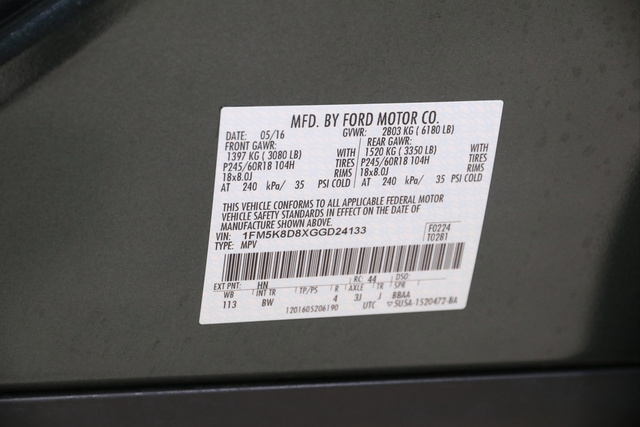 MFD. BY FORD MOTOR CO.
DATE: 05/16 GVWR: 2803 KG ( 6180 LB)
FRONT GAWR: REAR GAWR:
1397 KG ( 3080 LB) WITH 1520 KG ( 3350 LB) WITH
P245/60R18 104H TIRES P245/60R18 104H TIRES
18x8.0J RIMS 18x8.0J RIMS
AT 240 kPa/ 35 PSI COLD AT 240 kPa/ 35 PSI COLD
THIS VEHICLE CONFORMS TO ALL APPLICABLE FEDERAL MOTOR
VEHICLE SAFETY STANDARDS IN EFFECT ON THE DATE OF
MANUFACTURE SHOWN ABOVE.
VIN: 1FM5K8D8XGGD24133 F0224
TYPE: MPV T0281
EXT PNT: HN RC: 44 DSO:
WB INT TR TP/PS R AXLE TR SPR
113 BW 4 3J J BBAA
1201605206190 UTC 5U5A-1520472-BA